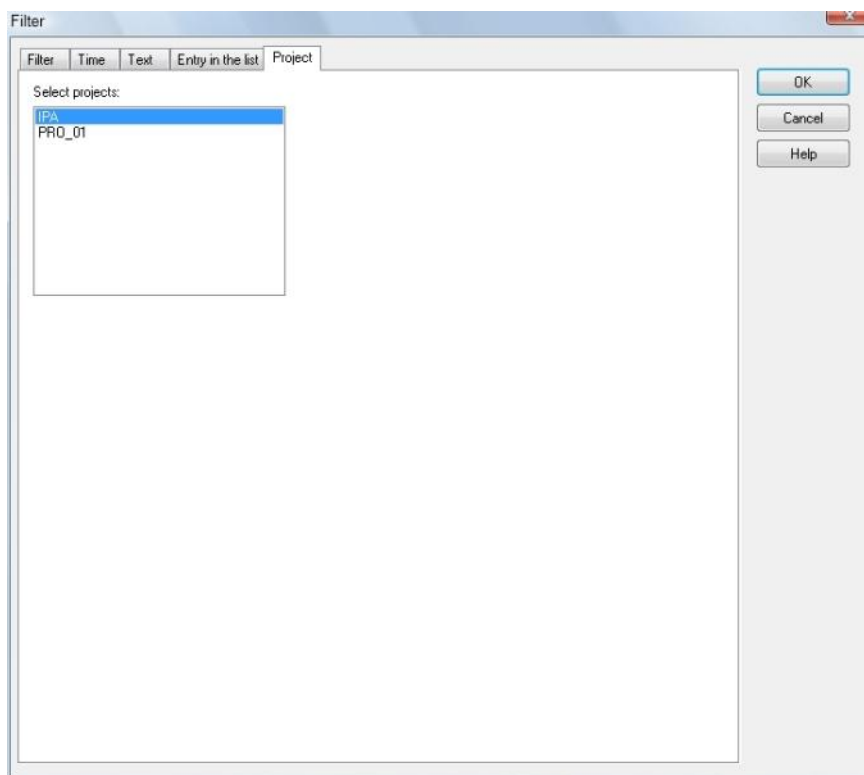 Filter
Filter Time Text Entry in the list Project
Select projects:
IPA
PRO_01
OK
Cancel
Help